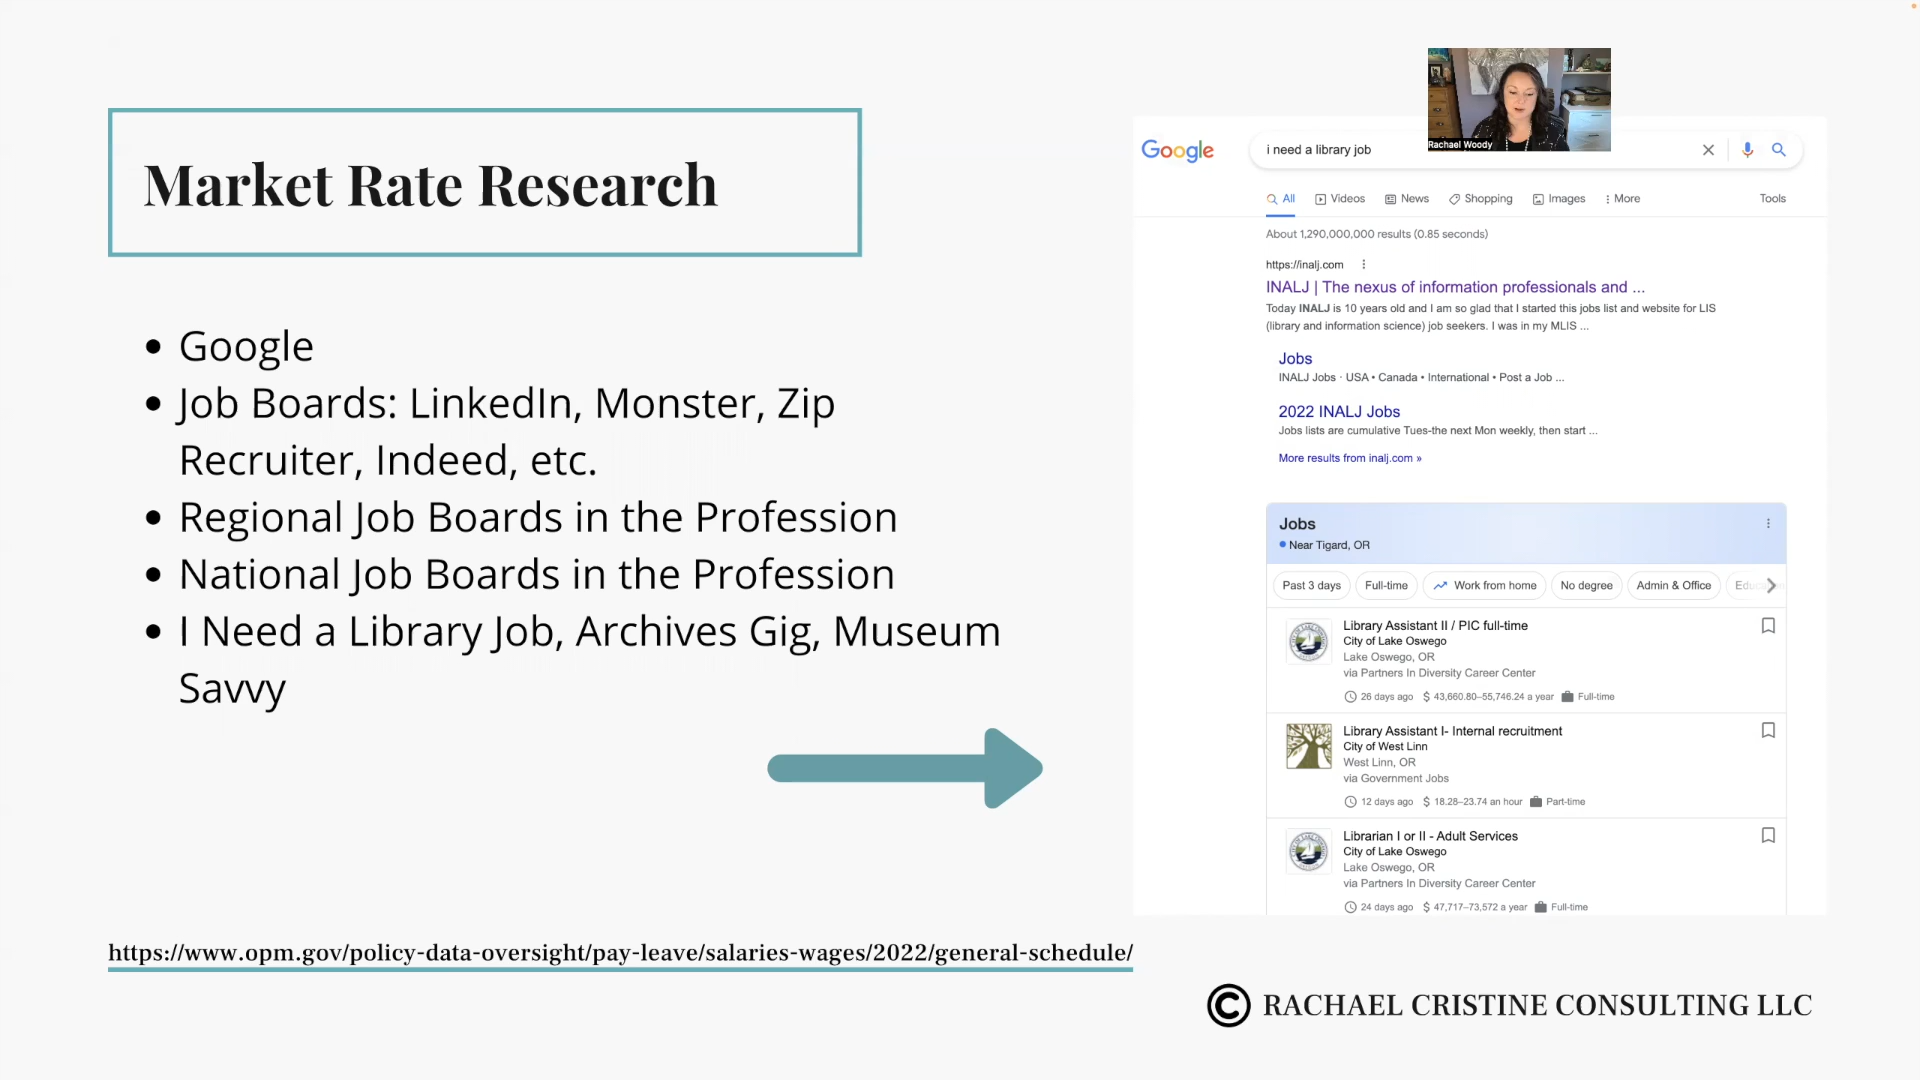 Market Rate Research
• Google
• Job Boards: LinkedIn, Monster, Zip
Recruiter, Indeed, etc.
• Regional Job Boards in the Profession
• National Job Boards in the Profession
• I Need a Library Job, Archives Gig, Museum
Savvy
https://www.opm.gov/policy-data-oversight/pay-leave/salaries-wages/2022/general-schedule/
Rachael Woody
Google
i need a library job
All Videos News Shopping Images More Tools
About 1,290,000,000 results (0.85 seconds)
https://inalj.com
INALJ | The nexus of information professionals and ...
Today INALJ is 10 years old and I am so glad that I started this jobs list and website for LIS
(library and information science) job seekers. I was in my MLIS ...
Jobs
INALJ Jobs · USA • Canada • International • Post a Job ...
2022 INALJ Jobs
Jobs lists are cumulative Tues-the next Mon weekly, then start ...
More results from inalj.com »
Jobs
Near Tigard, OR
Past 3 days Full-time Work from home No degree Admin & Office
Library Assistant II / PIC full-time
City of Lake Oswego
Lake Oswego, OR
via Partners In Diversity Career Center
26 days ago $ 43,660.80–55,746.24 a year Full-time
Library Assistant I- Internal recruitment
City of West Linn
West Linn, OR
via Government Jobs
12 days ago $ 18.28–23.74 an hour Part-time
Librarian I or II - Adult Services
City of Lake Oswego
Lake Oswego, OR
via Partners In Diversity Career Center
24 days ago $ 47,717–73,572 a year Full-time
© RACHAEL CRISTINE CONSULTING LLC